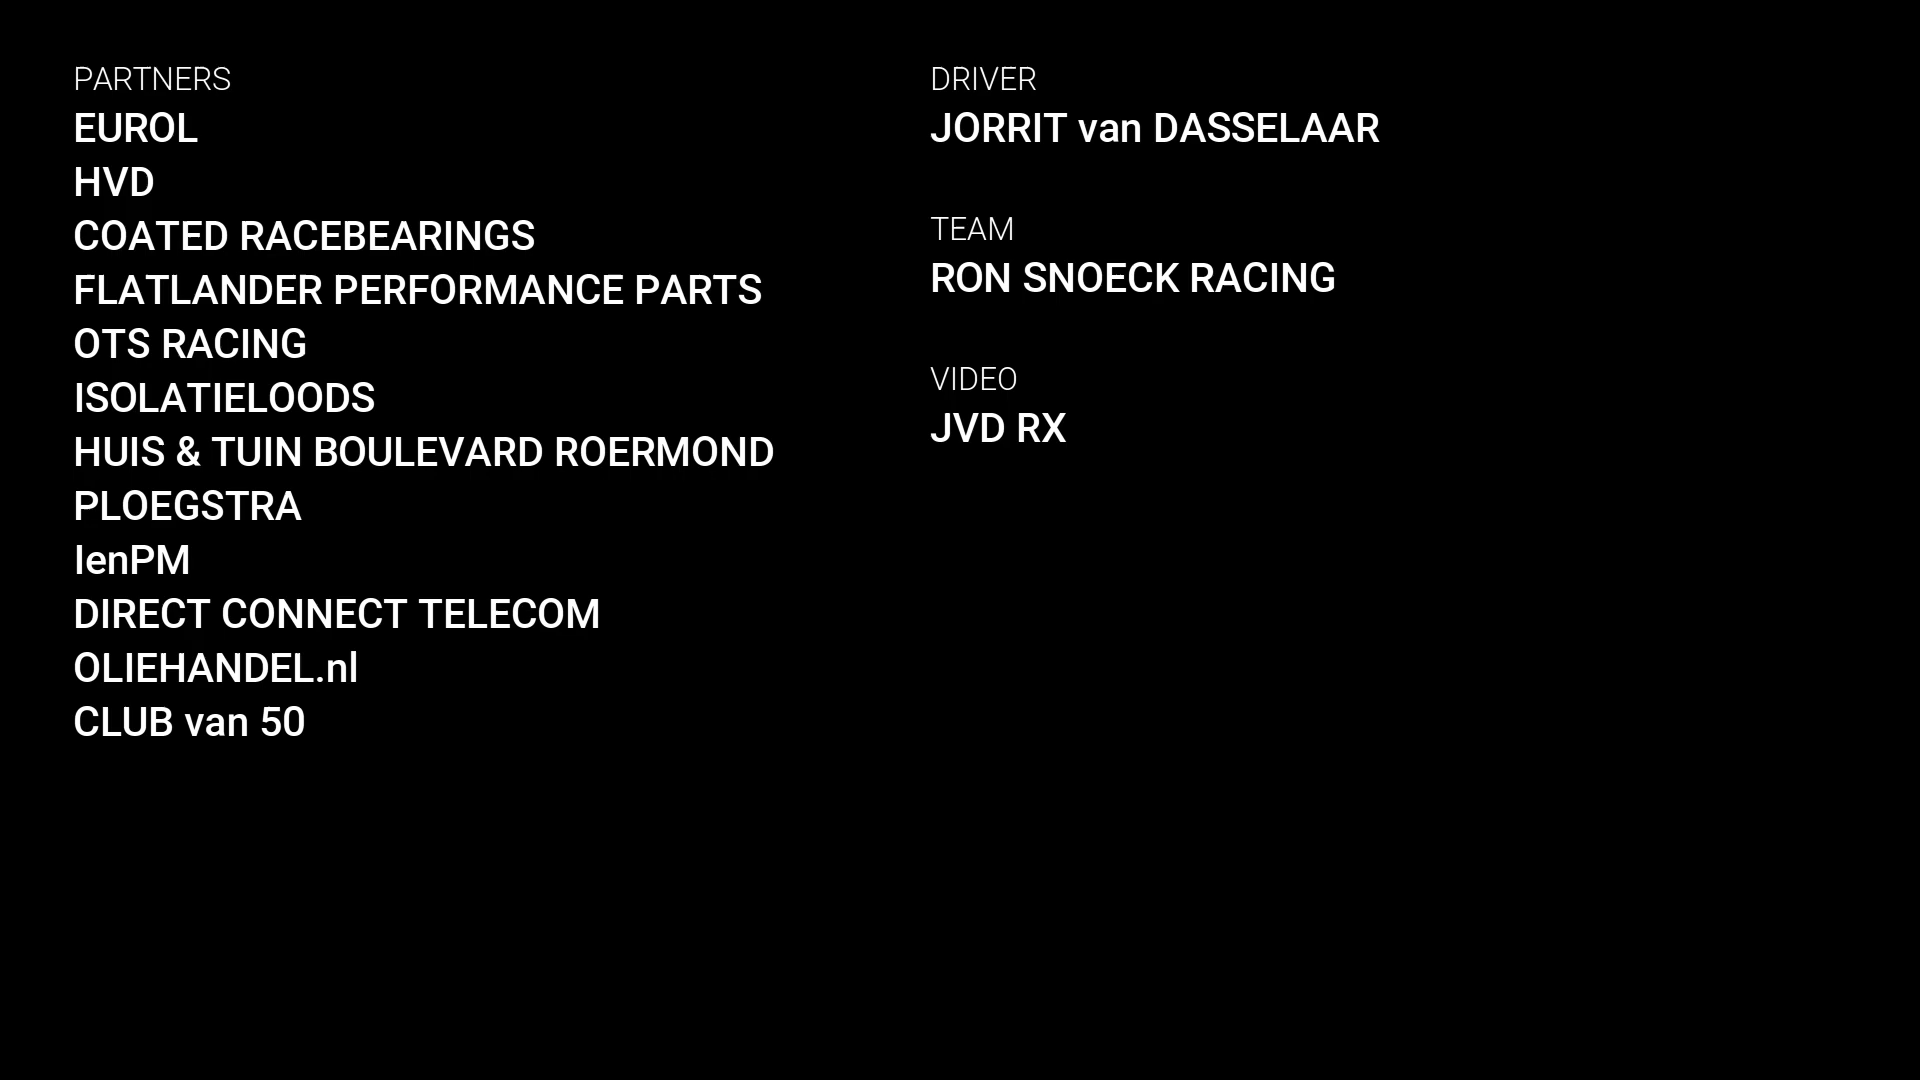 PARTNERS
EUROL
HVD
COATED RACEBEARINGS
FLATLANDER PERFORMANCE PARTS
OTS RACING
ISOLATIELOODS
HUIS & TUIN BOULEVARD ROERMOND
PLOEGSTRA
IenPM
DIRECT CONNECT TELECOM
OLIEHANDEL.nl
CLUB van 50
DRIVER
JORRIT van DASSELAAR
TEAM
RON SNOECK RACING
VIDEO
JVD RX